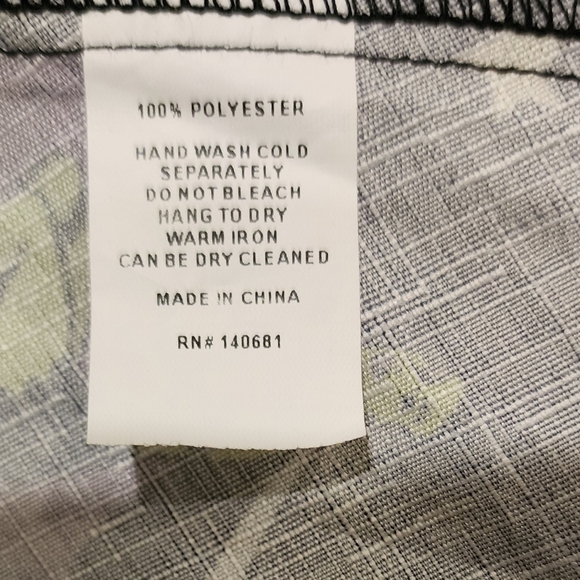 100% POLYESTER
HAND WASH COLD
SEPARATELY
DO NOT BLEACH
HANG TO DRY
WARM IRON
CAN BE DRY CLEANED
MADE IN CHINA
RN# 140681